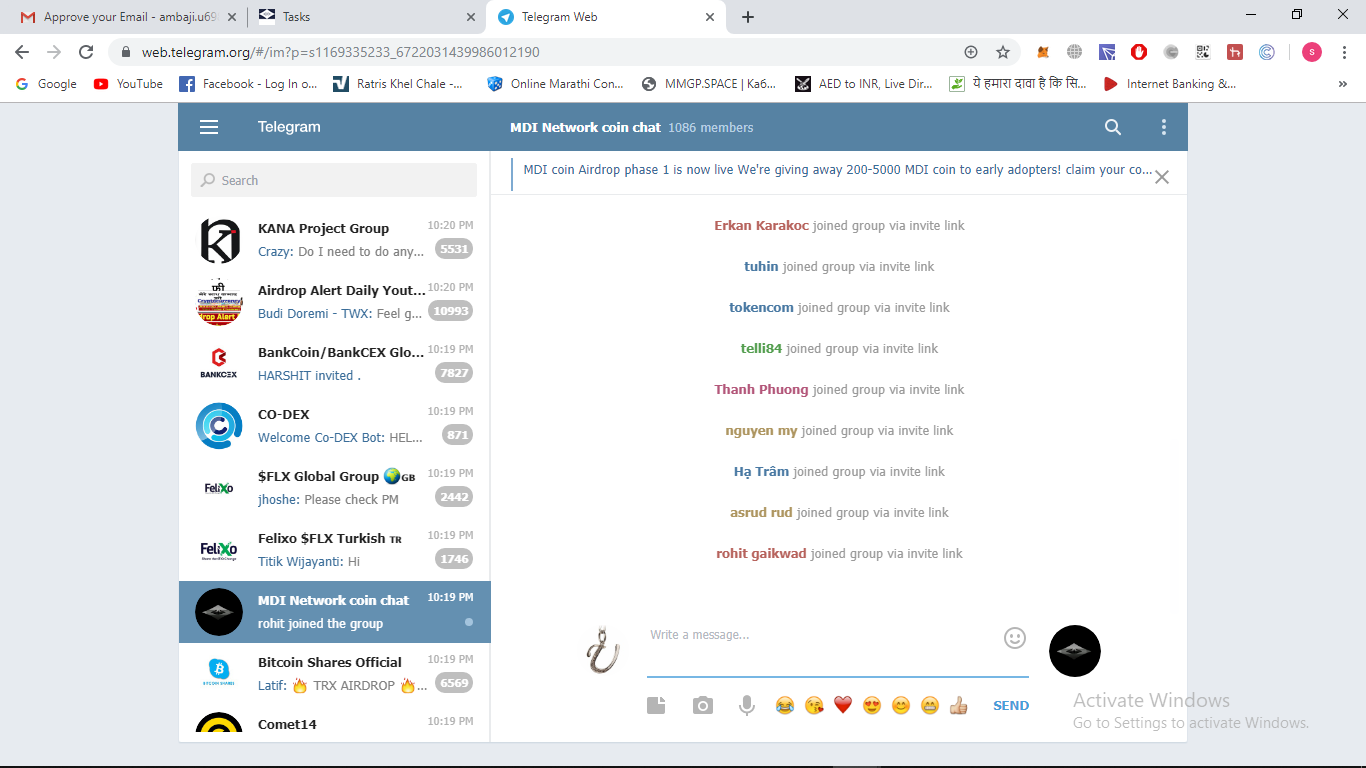 Approve your Email - ambaji.u69
Tasks
Telegram Web
web.telegram.org/#/im?p=s1169335233_6722031439986012190
s
Google
YouTube
Facebook - Log In o...
Ratris Khel Chale -...
Online Marathi Con...
MMGP.SPACE | Ка6...
AED to INR, Live Dir...
ये हमारा दावा है कि सि...
Internet Banking &...
Telegram
MDI Network coin chat 1086 members
Search
MDI coin Airdrop phase 1 is now live We're giving away 200-5000 MDI coin to early adopters! claim your co...
KANA Project Group 10:20 PM
Crazy: Do I need to do any... 5531
Airdrop Alert Daily Yout... 10:20 PM
Budi Doremi - TWX: Feel g... 10993
BankCoin/BankCEX Glo... 10:19 PM
HARSHIT invited . 7827
BANKCEX
CO-DEX 10:19 PM
Welcome Co-DEX Bot: HEL... 871
$FLX Global Group 🌍GB 10:19 PM
jhoshe: Please check PM 2442
Felixo
Felixo $FLX Turkish TR 10:19 PM
Titik Wijayanti: Hi 1746
Felixo
MDI Network coin chat 10:19 PM
rohit joined the group
Bitcoin Shares Official 10:19 PM
Latif: 🔥 TRX AIRDROP 🔥... 6569
BITCOIN SHARES
Comet14 10:19 PM
Erkan Karakoc joined group via invite link
tuhin joined group via invite link
tokencom joined group via invite link
telli84 joined group via invite link
Thanh Phuong joined group via invite link
nguyen my joined group via invite link
Hạ Trâm joined group via invite link
asrud rud joined group via invite link
rohit gaikwad joined group via invite link
Write a message...
SEND
Activate Windows
Go to Settings to activate Windows.